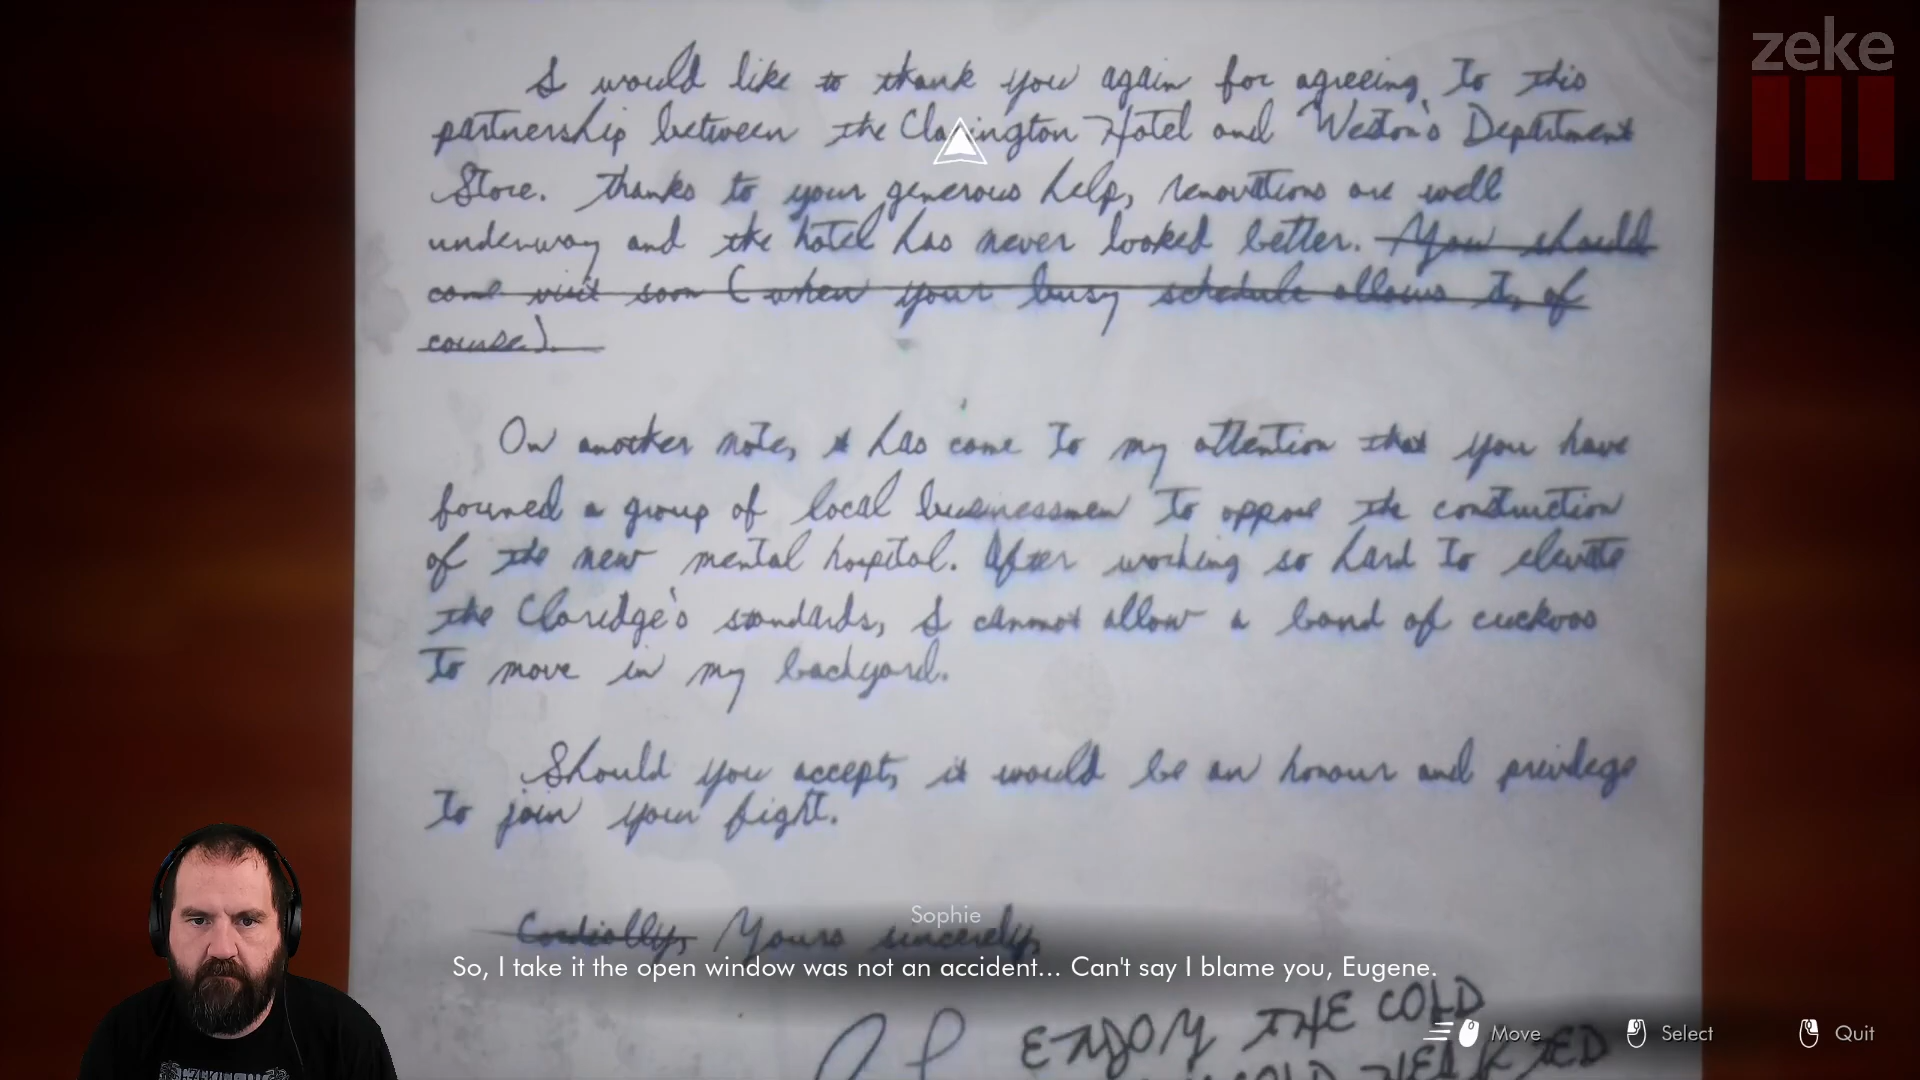 zeke
I would like to thank you again for agreeing to this
partnership between the Clarington Hotel and Weston's Department
Store. Thanks to your generous help, renovations are well
underway and the hotel has never looked better. You should
come visit soon (when your busy schedule allows it, of
course).
On another note, it has come to my attention that you have
formed a group of local businessmen to oppose the construction
of the new mental hospital. After working so hard to elevate
the Claridge's standards, I cannot allow a band of cuckoos
to move in my backyard.
Should you accept, it would be an honour and privilege
to join your fight.
Cordially, Yours sincerely,
Sophie
So, I take it the open window was not an accident... Can't say I blame you, Eugene.
ENJOY THE COLD
COLD
Move Select Quit